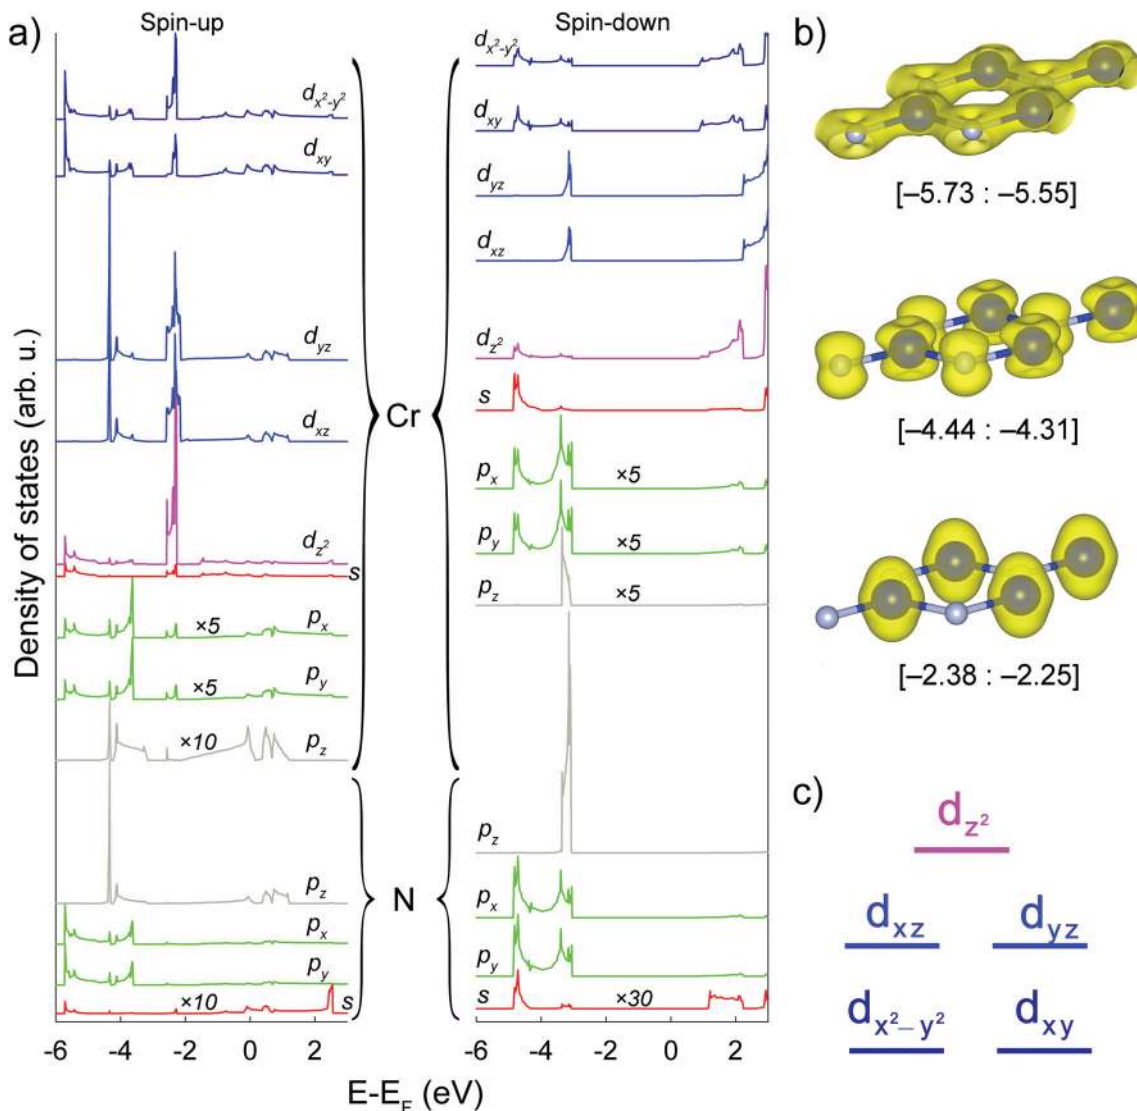 a)
Spin-up
Spin-down
b)
d_{x²−y²}
d_{xy}
d_{yz}
d_{xz}
d_{z²}
s
p_x
×5
p_y
×5
p_z
×10
p_z
p_x
p_y
s
×10
Cr
N
d_{x²−y²}
d_{xy}
d_{yz}
d_{xz}
d_{z²}
s
p_x
×5
p_y
×5
p_z
×5
p_z
p_x
p_y
s
×30
Density of states (arb. u.)
-6 -4 -2 0 2
-6 -4 -2 0 2
E-E_F (eV)
[−5.73 : −5.55]
[−4.44 : −4.31]
[−2.38 : −2.25]
c)
d_{z²}
d_{xz} d_{yz}
d_{x²−y²} d_{xy}